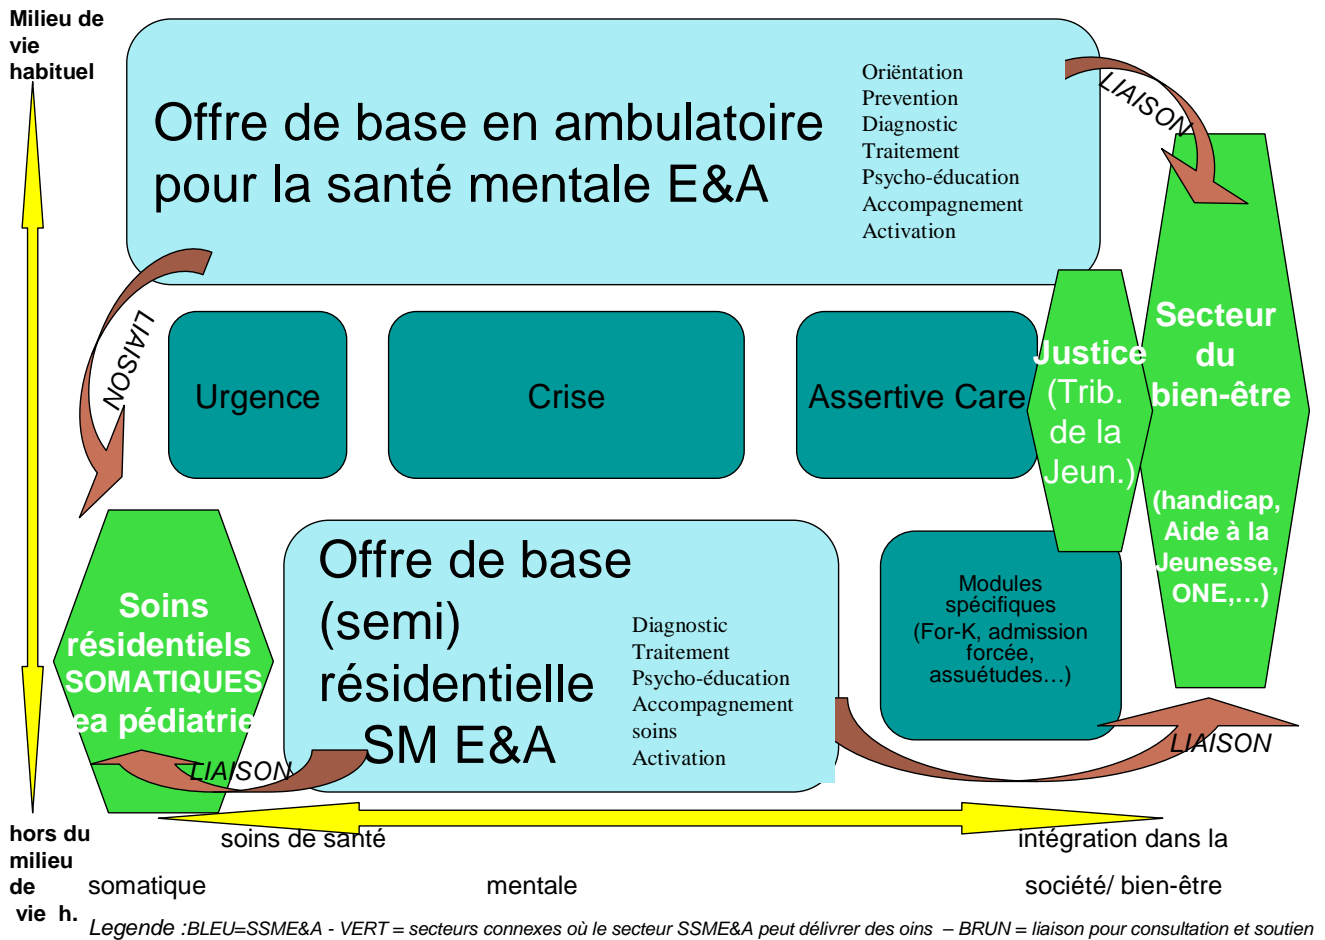 Milieu de
vie
habituel
Offre de base en ambulatoire
pour la santé mentale E&A
Oriëntation
Prevention
Diagnostic
Traitement
Psycho-éducation
Accompagnement
Activation
LIAISON
LIAISON
Urgence
Crise
Assertive Care
Justice
(Trib.
de la
Jeun.)
Secteur
du
bien-être
(handicap,
Aide à la
Jeunesse,
ONE,…)
Soins
résidentiels
SOMATIQUES
ea pédiatrie
Offre de base
(semi)
résidentielle
SM E&A
Diagnostic
Traitement
Psycho-éducation
Accompagnement
soins
Activation
Modules
spécifiques
(For-K, admission
forcée,
assuétudes…)
LIAISON
LIAISON
hors du
milieu
de
vie h.
soins de santé
intégration dans la
somatique
mentale
société/ bien-être
Legende :BLEU=SSME&A - VERT = secteurs connexes où le secteur SSME&A peut délivrer des oins – BRUN = liaison pour consultation et soutien